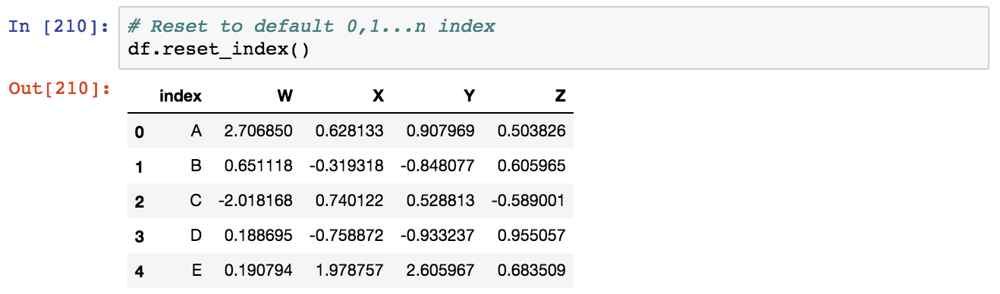 In [210]: # Reset to default 0,1...n index
df.reset_index()
Out[210]:
index W X Y Z
0 A 2.706850 0.628133 0.907969 0.503826
1 B 0.651118 -0.319318 -0.848077 0.605965
2 C -2.018168 0.740122 0.528813 -0.589001
3 D 0.188695 -0.758872 -0.933237 0.955057
4 E 0.190794 1.978757 2.605967 0.683509